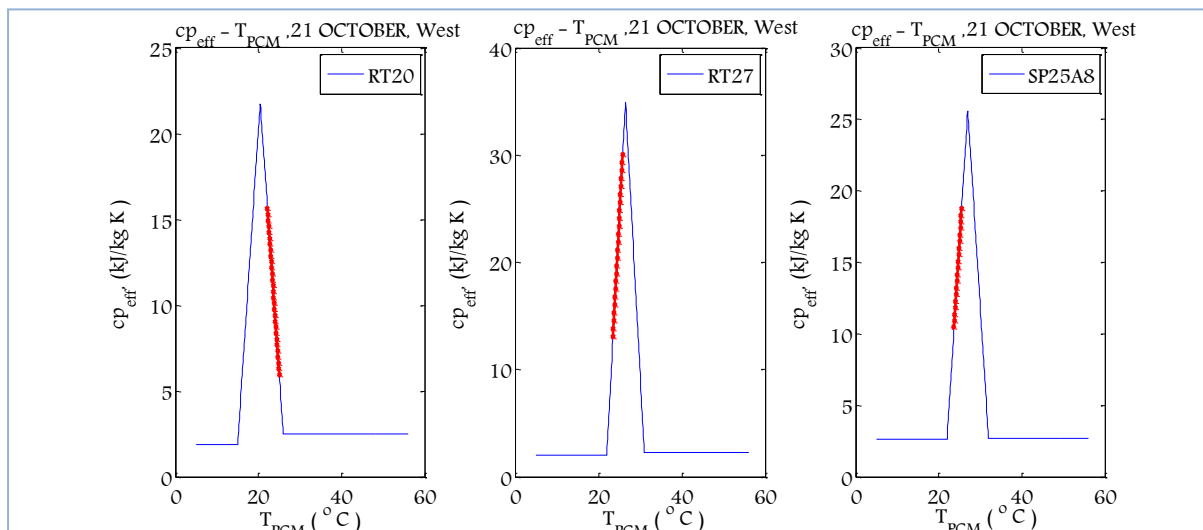 cp_eff – T_PCM ,21 OCTOBER, West
25
20
15
10
5
0
0
20
40
60
RT20
cp_eff, (kJ/kg K)
T_PCM ( °C)
cp_eff – T_PCM ,21 OCTOBER, West
40
30
20
10
0
0
20
40
60
RT27
cp_eff, (kJ/kg K)
T_PCM ( °C)
cp_eff – T_PCM ,21 OCTOBER, West
30
25
20
15
10
5
0
0
20
40
60
SP25A8
cp_eff, (kJ/kg K)
T_PCM ( °C)